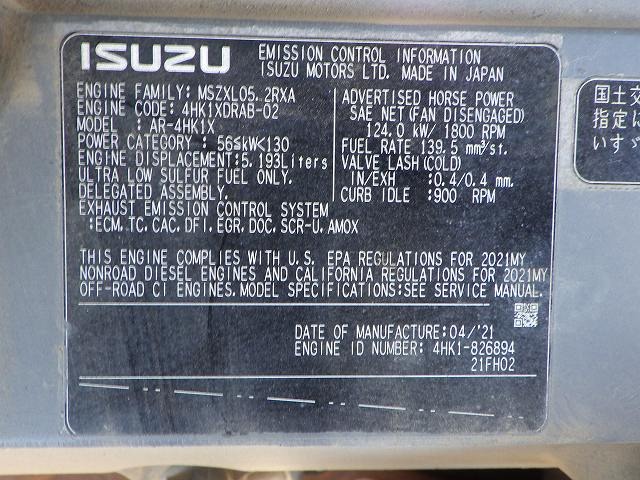 ISUZU
EMISSION CONTROL INFORMATION
ISUZU MOTORS LTD. MADE IN JAPAN
ENGINE FAMILY: MSZXL05.2RXA
ENGINE CODE: 4HK1XDRAB-02
MODEL : AR-4HK1X
POWER CATEGORY : 56≦kW<130
ENGINE DISPLACEMENT:5.193Liters
ULTRA LOW SULFUR FUEL ONLY.
DELEGATED ASSEMBLY.
EXHAUST EMISSION CONTROL SYSTEM
:ECM,TC,CAC,DFI,EGR,DOC,SCR-U,AMOX
ADVERTISED HORSE POWER
SAE NET(FAN DISENGAGED)
124.0 kW/ 1800 RPM
FUEL RATE 139.5 mm³/st.
VALVE LASH(COLD)
IN/EXH :0.4/0.4 mm.
CURB IDLE :900 RPM
THIS ENGINE COMPLIES WITH U.S. EPA REGULATIONS FOR 2021MY
NONROAD DIESEL ENGINES AND CALIFORNIA REGULATIONS FOR 2021MY
OFF-ROAD CI ENGINES.MODEL SPECIFICATIONS:SEE SERVICE MANUAL.
DATE OF MANUFACTURE:04/'21
ENGINE ID NUMBER: 4HK1-826894
21FH02
国土交
指定に
いすゞ